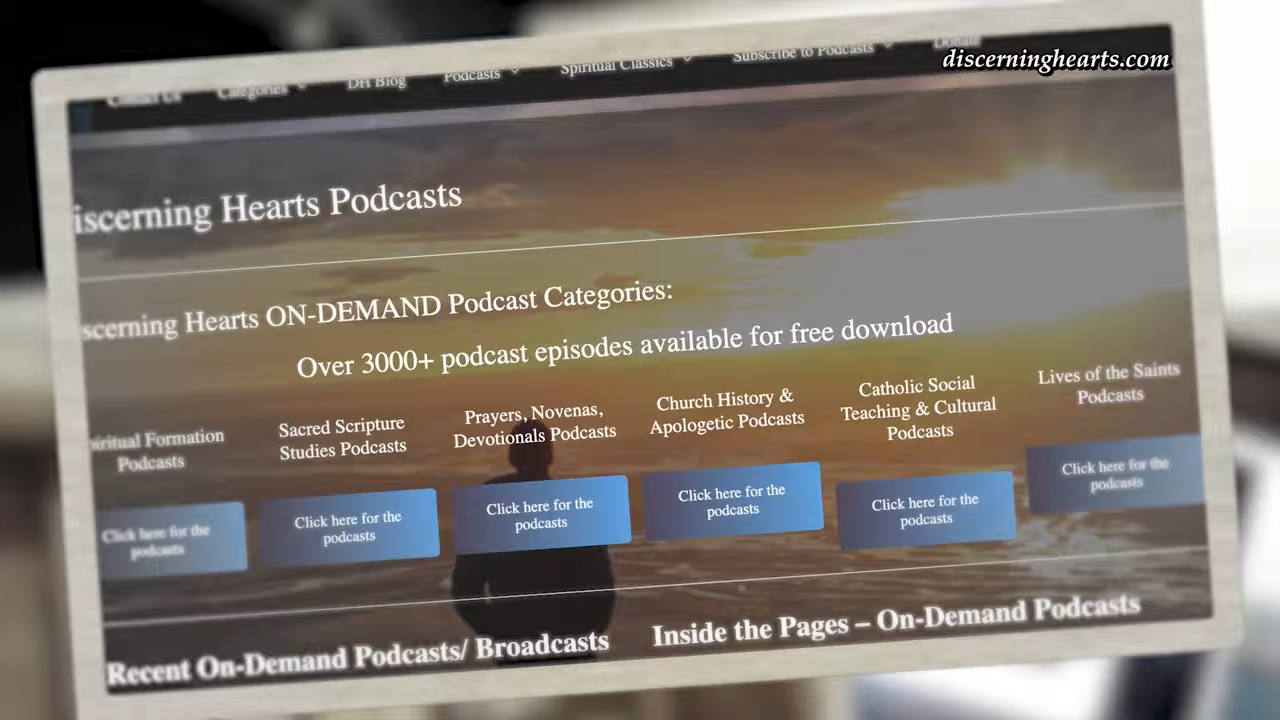 discerninghearts.com
Contact Us Categories DH Blog Podcasts Spiritual Classics Subscribe to Podcasts Donate
iscerning Hearts Podcasts
scerning Hearts ON-DEMAND Podcast Categories:
Over 3000+ podcast episodes available for free download
iritual Formation
Podcasts
Click here for the
podcasts
Sacred Scripture
Studies Podcasts
Click here for the
podcasts
Prayers, Novenas,
Devotionals Podcasts
Click here for the
podcasts
Church History &
Apologetic Podcasts
Click here for the
podcasts
Catholic Social
Teaching & Cultural
Podcasts
Click here for the
podcasts
Lives of the Saints
Podcasts
Click here for the
podcasts
Recent On-Demand Podcasts/ Broadcasts
Inside the Pages – On-Demand Podcasts